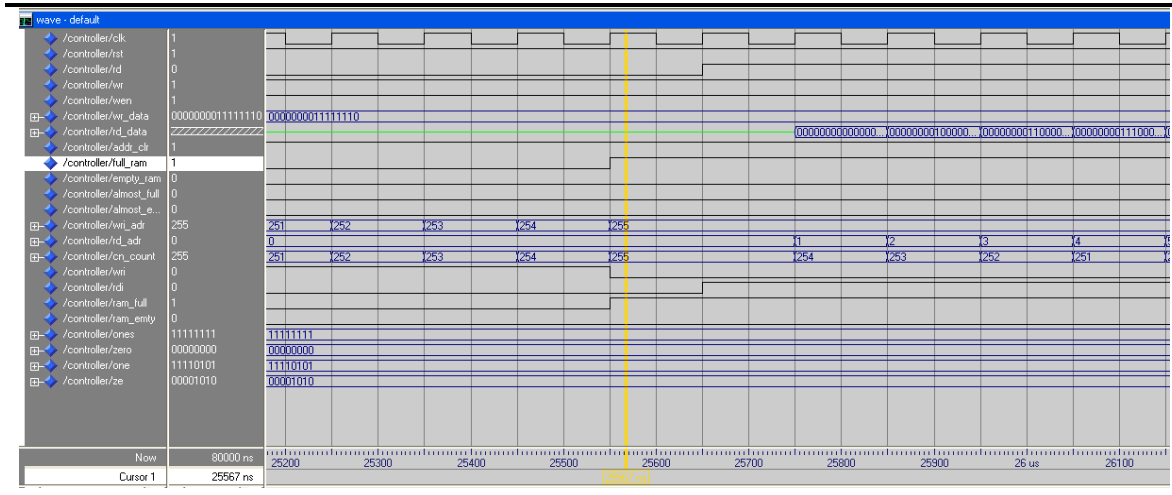 wave - default
/controller/clk 1
/controller/rst 1
/controller/rd 0
/controller/wr 1
/controller/wen 1
/controller/wr_data 0000000011111110 0000000011111110
/controller/rd_data 00000000000000... 00000000100000... 00000000110000... 00000000111000...
/controller/addr_clr 1
/controller/full_ram 1
/controller/empty_ram 0
/controller/almost_full 0
/controller/almost_e... 0
/controller/wri_adr 255 251 252 253 254 255
/controller/rd_adr 0 0 1 2 3 4 5
/controller/cn_count 255 251 252 253 254 255 254 253 252 251
/controller/wri 0
/controller/rdi 0
/controller/ram_full 1
/controller/ram_emty 0
/controller/ones 11111111 11111111
/controller/zero 00000000 00000000
/controller/one 11110101 11110101
/controller/ze 00001010 00001010
Now 80000 ns 25200 25300 25400 25500 25600 25700 25800 25900 26 us 26100
Cursor 1 25567 ns